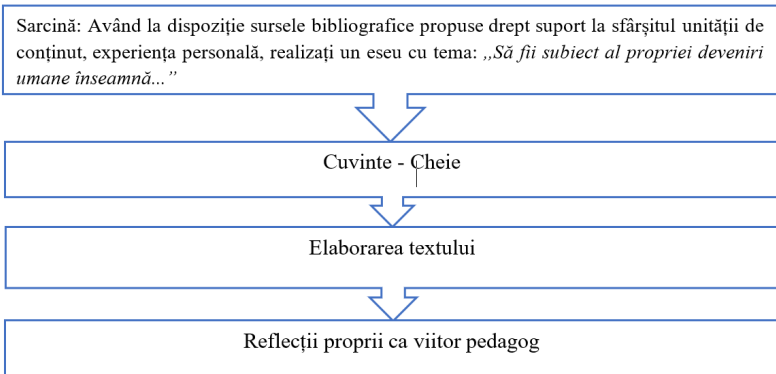 Sarcină: Având la dispoziție sursele bibliografice propuse drept suport la sfârșitul unității de
conținut, experiența personală, realizați un eseu cu tema: ,,Să fii subiect al propriei deveniri
umane înseamnă...”
Cuvinte - Cheie
Elaborarea textului
Reflecții proprii ca viitor pedagog